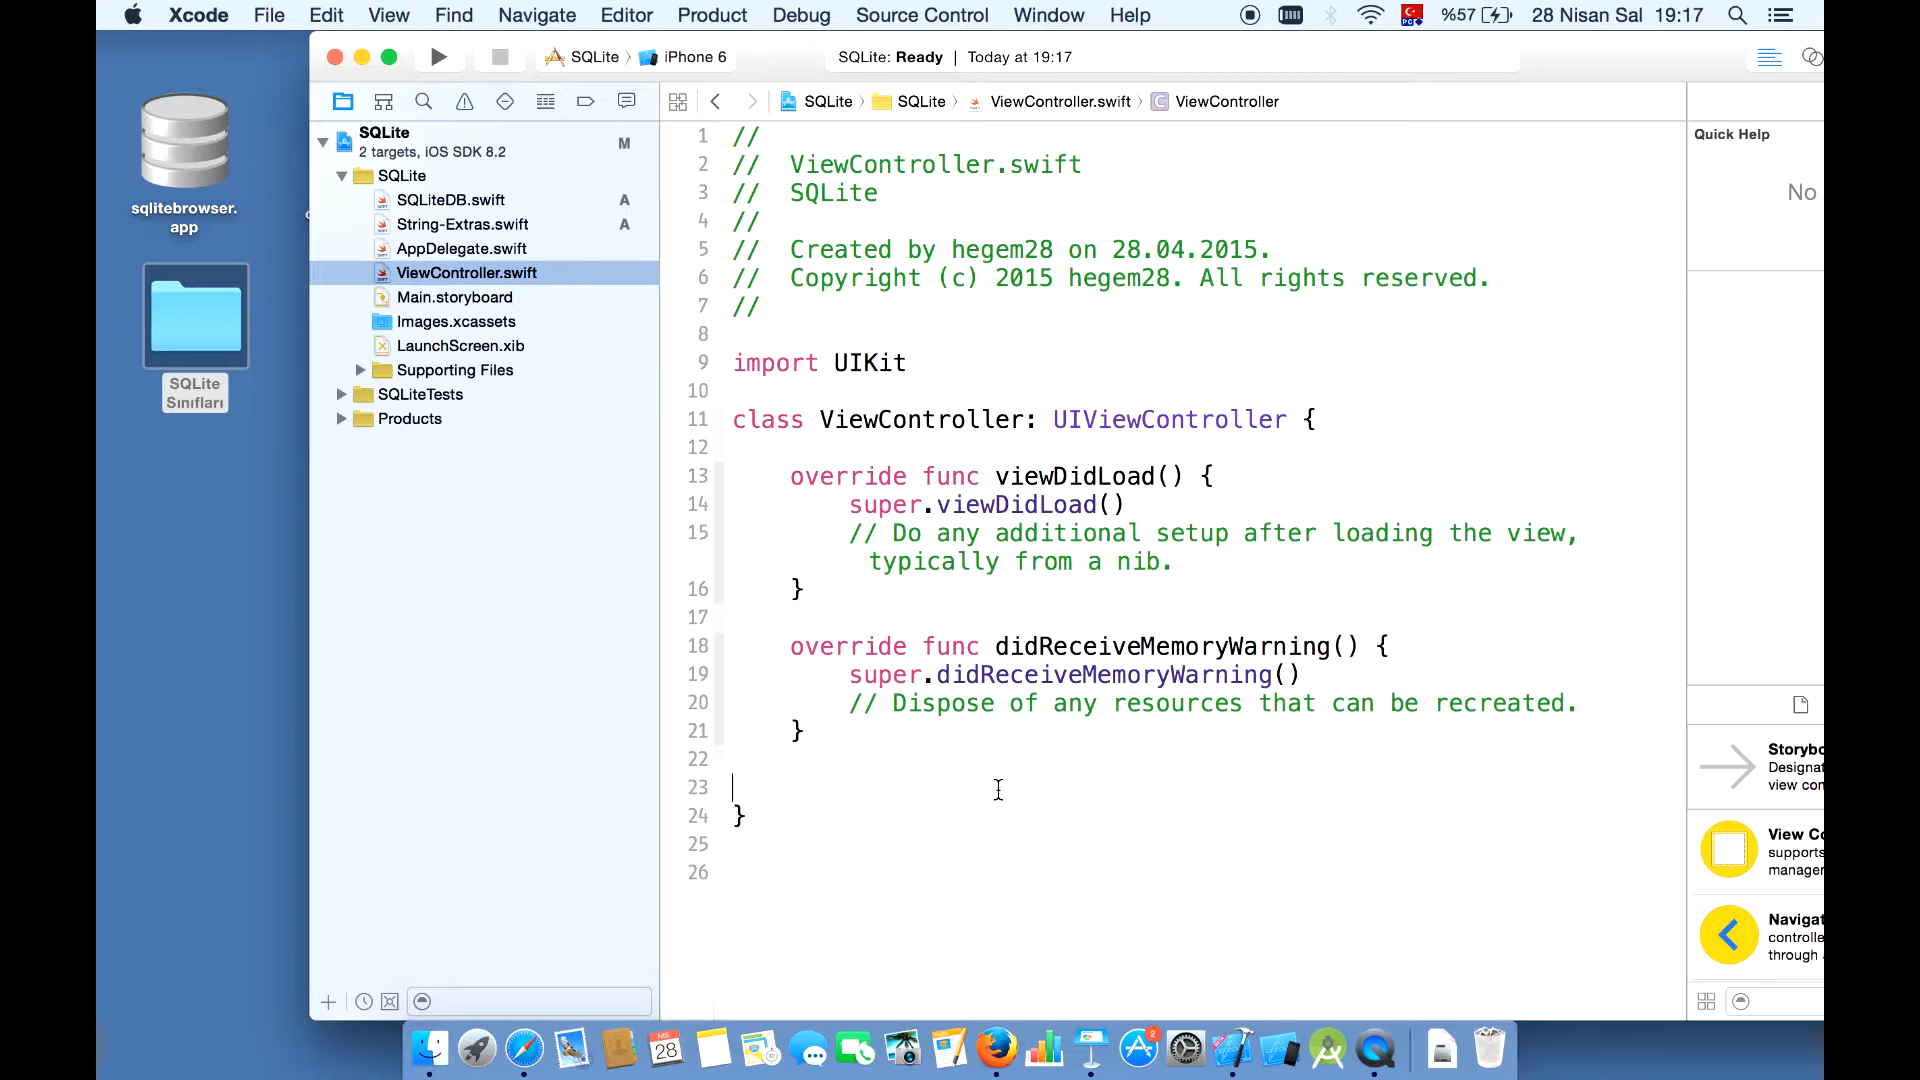 Xcode File Edit View Find Navigate Editor Product Debug Source Control Window Help %57 28 Nisan Sal 19:17
SQLite iPhone 6 SQLite: Ready | Today at 19:17
SQLite SQLite ViewController.swift C ViewController
sqlitebrowser.
app
SQLite
Sınıfları
SQLite M
2 targets, iOS SDK 8.2
SQLite
SQLiteDB.swift A
String-Extras.swift A
AppDelegate.swift
ViewController.swift
Main.storyboard
Images.xcassets
LaunchScreen.xib
Supporting Files
SQLiteTests
Products
1 //
2 // ViewController.swift
3 // SQLite
4 //
5 // Created by hegem28 on 28.04.2015.
6 // Copyright (c) 2015 hegem28. All rights reserved.
7 //
8
9 import UIKit
10
11 class ViewController: UIViewController {
12
13 override func viewDidLoad() {
14 super.viewDidLoad()
15 // Do any additional setup after loading the view,
typically from a nib.
16 }
17
18 override func didReceiveMemoryWarning() {
19 super.didReceiveMemoryWarning()
20 // Dispose of any resources that can be recreated.
21 }
22
23
24 }
25
26
Quick Help
No
Storybo
Designat
view con
View Co
supports
manager
Navigat
controlle
through
28
2